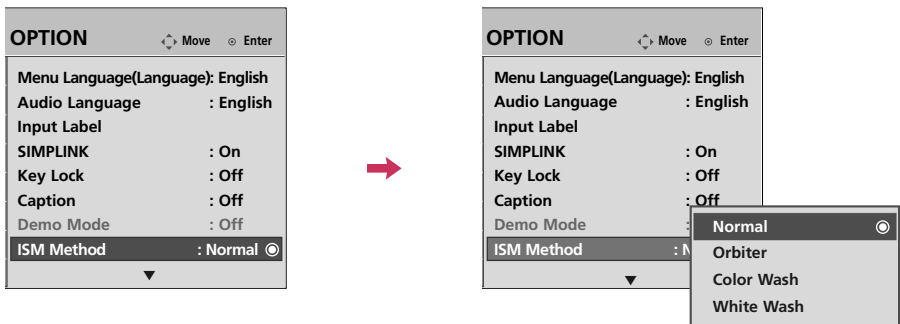 OPTION Move Enter
Menu Language(Language): English
Audio Language : English
Input Label
SIMPLINK : On
Key Lock : Off
Caption : Off
Demo Mode : Off
ISM Method : Normal
OPTION Move Enter
Menu Language(Language): English
Audio Language : English
Input Label
SIMPLINK : On
Key Lock : Off
Caption : Off
Demo Mode :
ISM Method :
Normal
Orbiter
Color Wash
White Wash